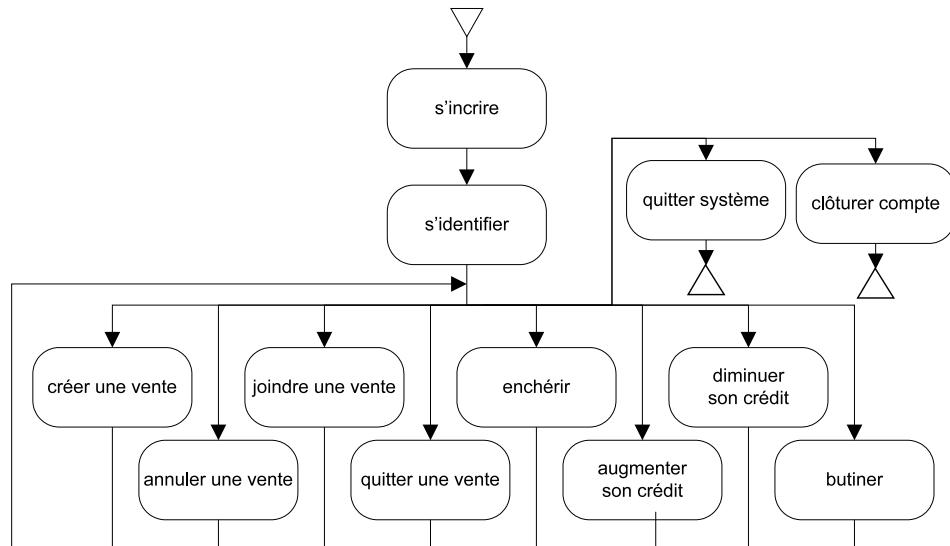 s'incrire
s'identifier
quitter système
clôturer compte
créer une vente
joindre une vente
enchérir
diminuer
son crédit
annuler une vente
quitter une vente
augmenter
son crédit
butiner